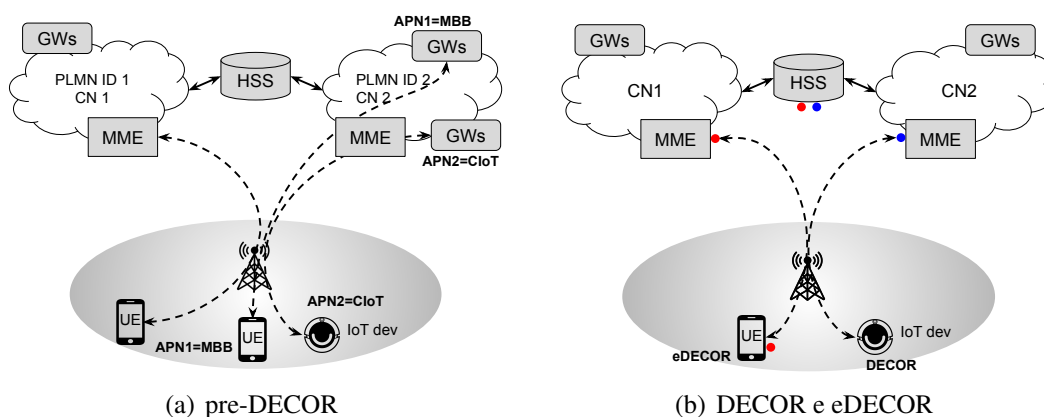 APN1=MBB
GWs
GWs
PLMN ID 1
CN 1
HSS
PLMN ID 2
CN 2
MME
MME
GWs
APN2=CIoT
UE
APN2=CIoT
UE
IoT dev
APN1=MBB
(a) pre-DECOR
GWs
GWs
CN1
HSS
CN2
MME
MME
UE
IoT dev
eDECOR
DECOR
(b) DECOR e eDECOR